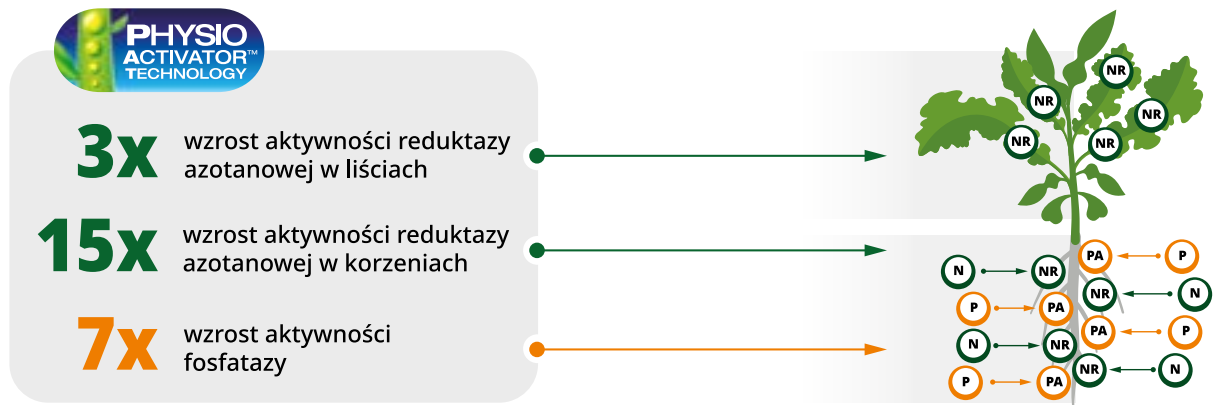 PHYSIO
ACTIVATOR™
TECHNOLOGY
3x
wzrost aktywności reduktazy
azotanowej w liściach
15x
wzrost aktywności reduktazy
azotanowej w korzeniach
7x
wzrost aktywności
fosfatazy
NR
NR
NR
NR
NR
PA
P
N
NR
NR
N
P
PA
PA
P
N
NR
NR
N
P
PA